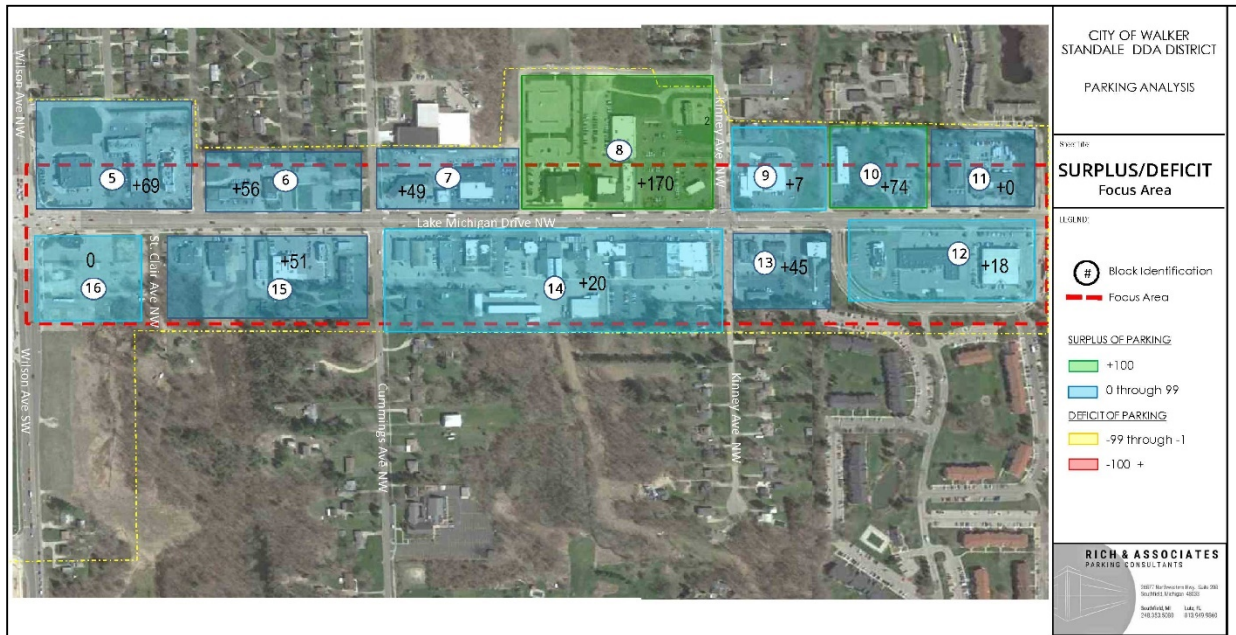 CITY OF WALKER
STANDALE DDA DISTRICT
PARKING ANALYSIS
SURPLUS/DEFICIT
Focus Area
LEGEND:
# Block Identification
Focus Area
SURPLUS OF PARKING
+100
0 through 99
DEFICIT OF PARKING
-99 through -1
-100 +
RICH & ASSOCIATES
PARKING CONSULTANTS
Southfield, MI
Wilson Ave NW
Kinney Ave NW
2
5
+69
6
+56
7
+49
8
+170
9
+7
10
+74
11
+0
Lake Michigan Drive NW
0
16
St. Clair Ave NW
+51
15
14
+20
13
+45
12
+18
Wilson Ave SW
Cummings Ave NW
Kinney Ave NW